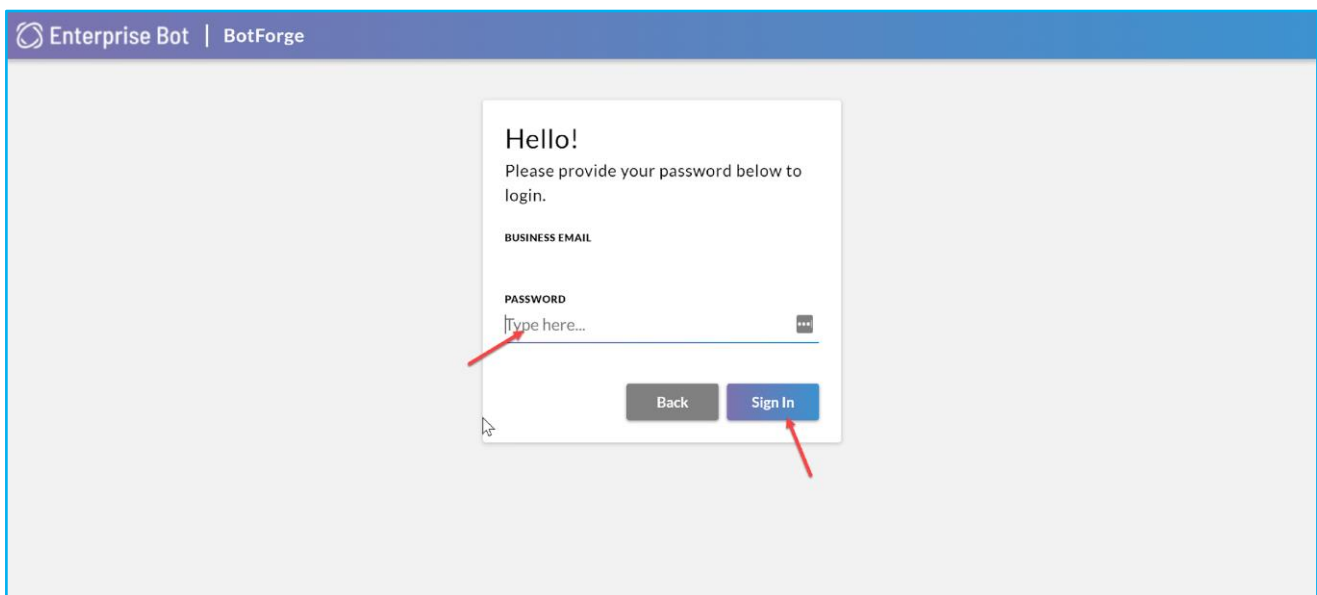 Enterprise Bot | BotForge
Hello!
Please provide your password below to
login.
BUSINESS EMAIL
PASSWORD
Type here...
Back Sign In